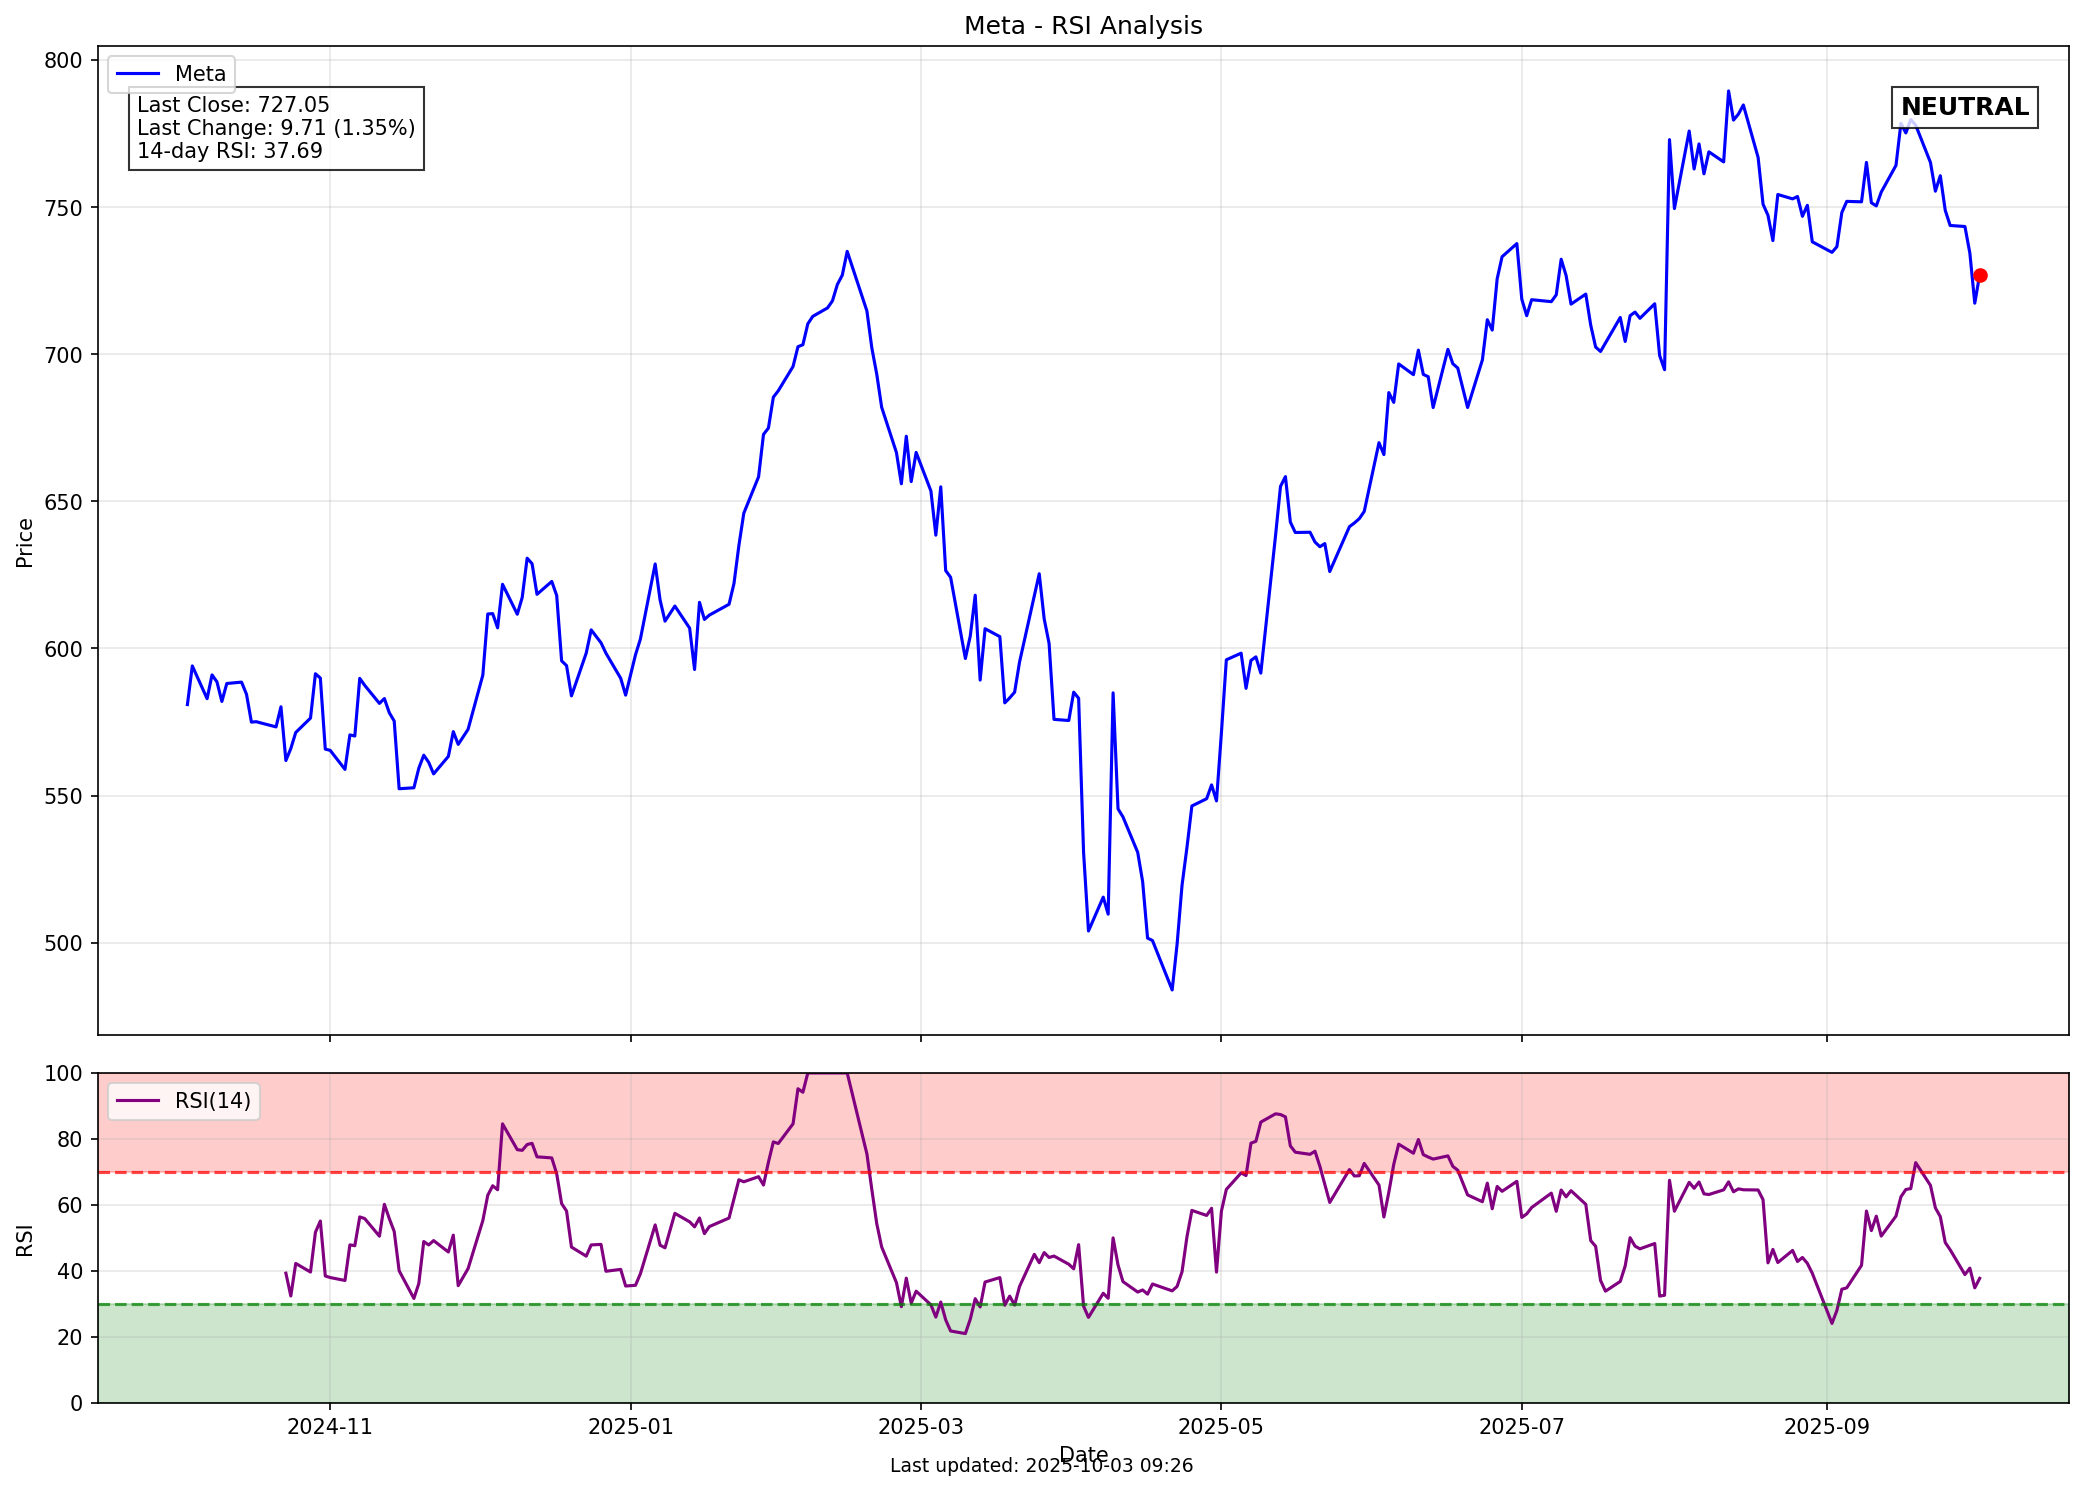 Meta - RSI Analysis
800
750
700
650
600
550
500
Price
Meta
Last Close: 727.05
Last Change: 9.71 (1.35%)
14-day RSI: 37.69
NEUTRAL
100
80
60
40
20
0
RSI
RSI(14)
2024-11
2025-01
2025-03
2025-05
2025-07
2025-09
Date
Last updated: 2025-10-03 09:26